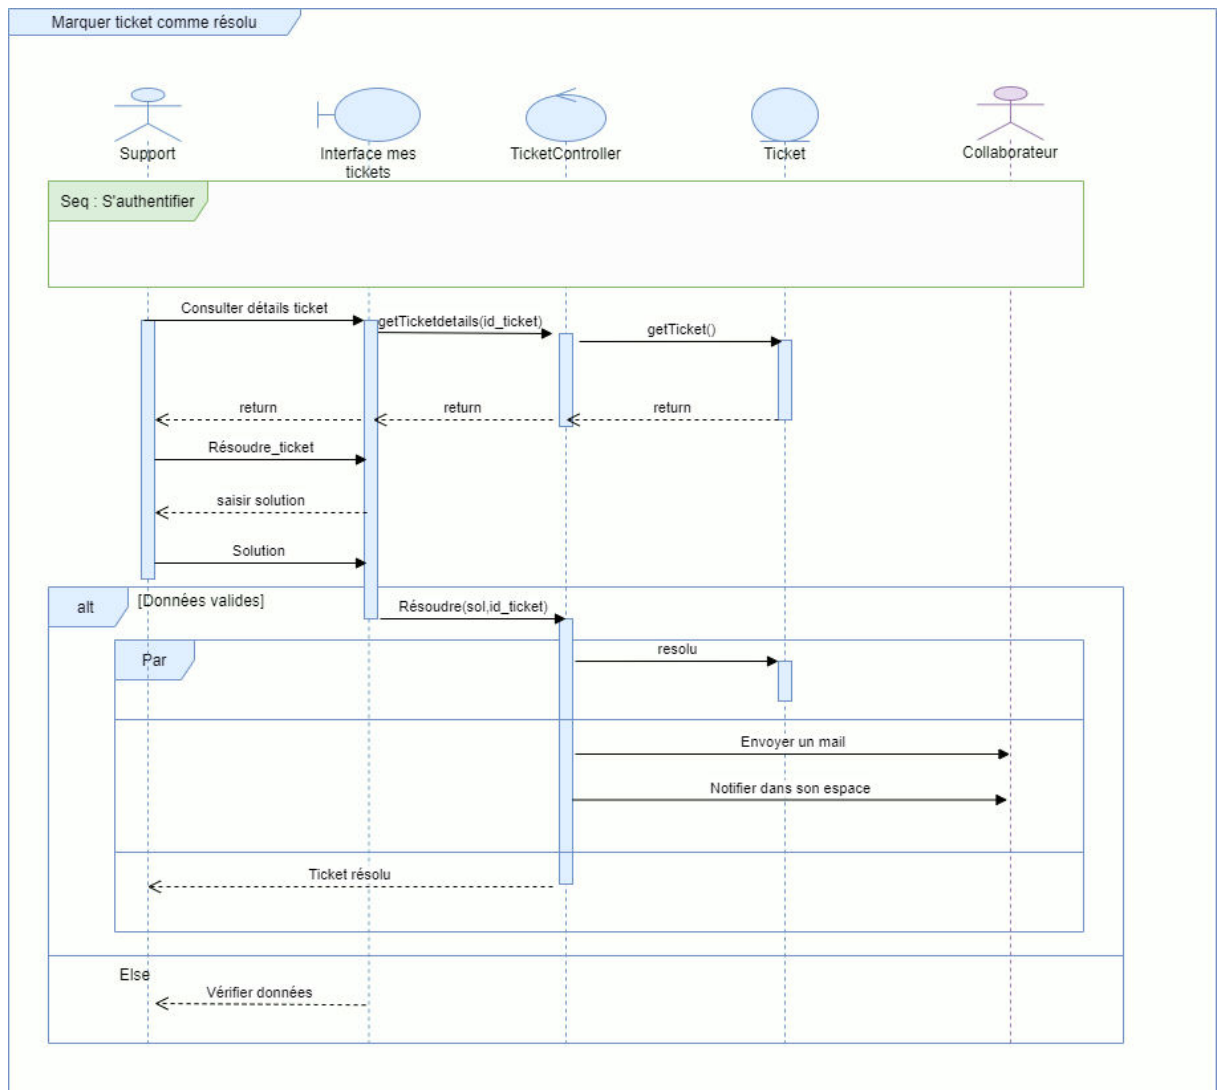 Marquer ticket comme résolu
Support
Interface mes
tickets
TicketController
Ticket
Collaborateur
Seq : S'authentifier
Consulter détails ticket
getTicketdetails(id_ticket)
getTicket()
return
return
return
Résoudre_ticket
saisir solution
Solution
alt
[Données valides]
Résoudre(sol,id_ticket)
Par
resolu
Envoyer un mail
Notifier dans son espace
Ticket résolu
Else
Vérifier données